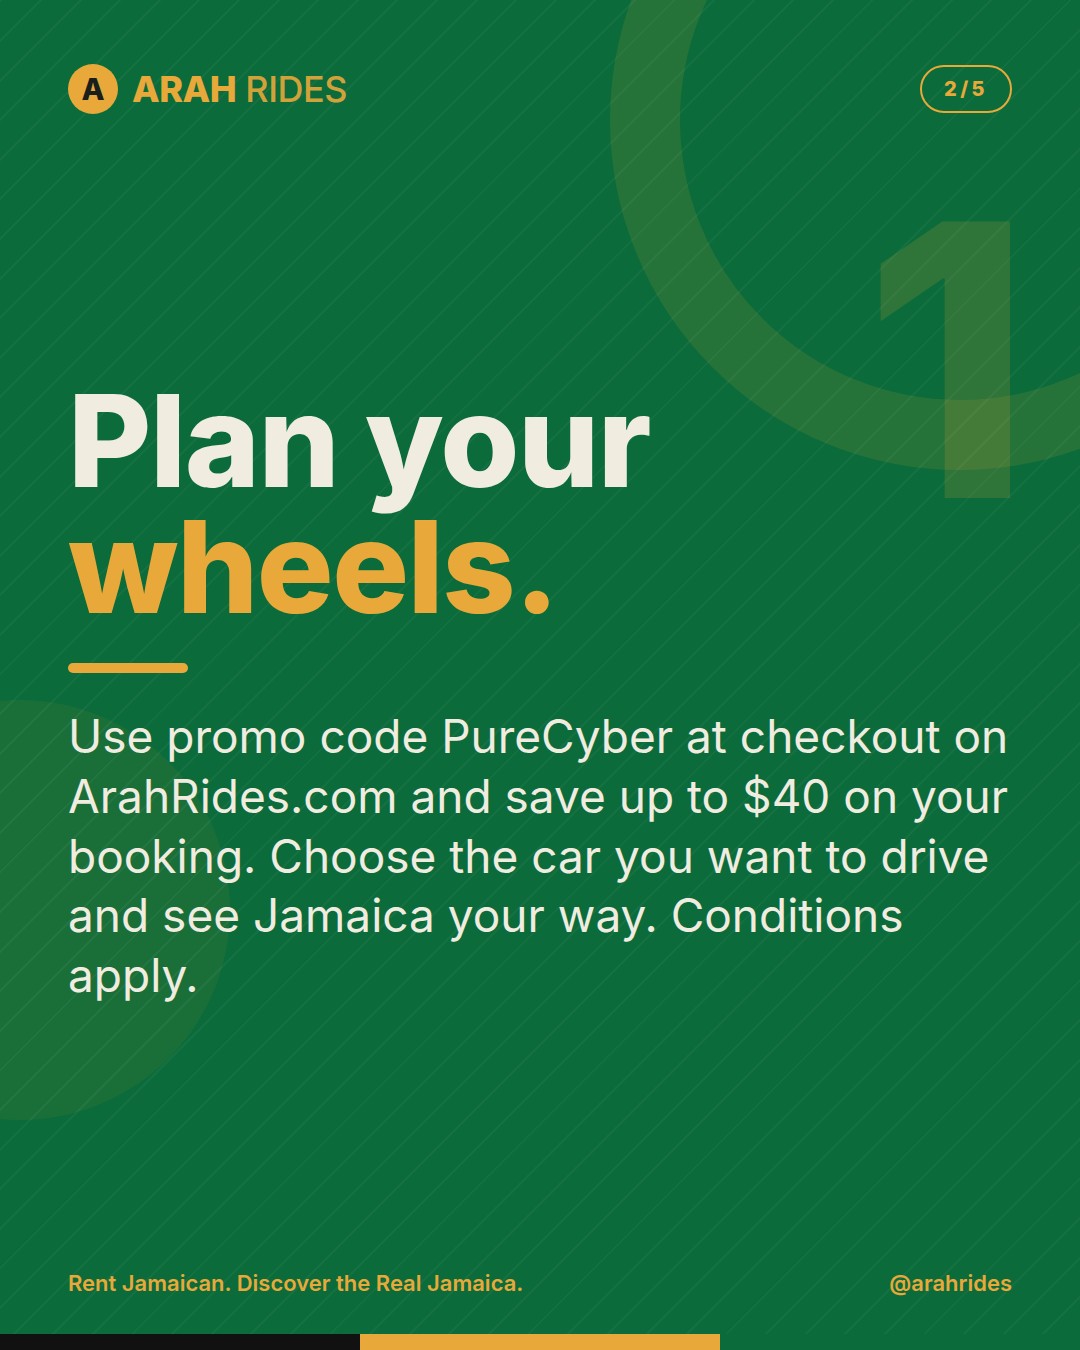 A ARAH RIDES
2/5
1
Plan your
wheels.
Use promo code PureCyber at checkout on
ArahRides.com and save up to $40 on your
booking. Choose the car you want to drive
and see Jamaica your way. Conditions
apply.
Rent Jamaican. Discover the Real Jamaica.
@arahrides